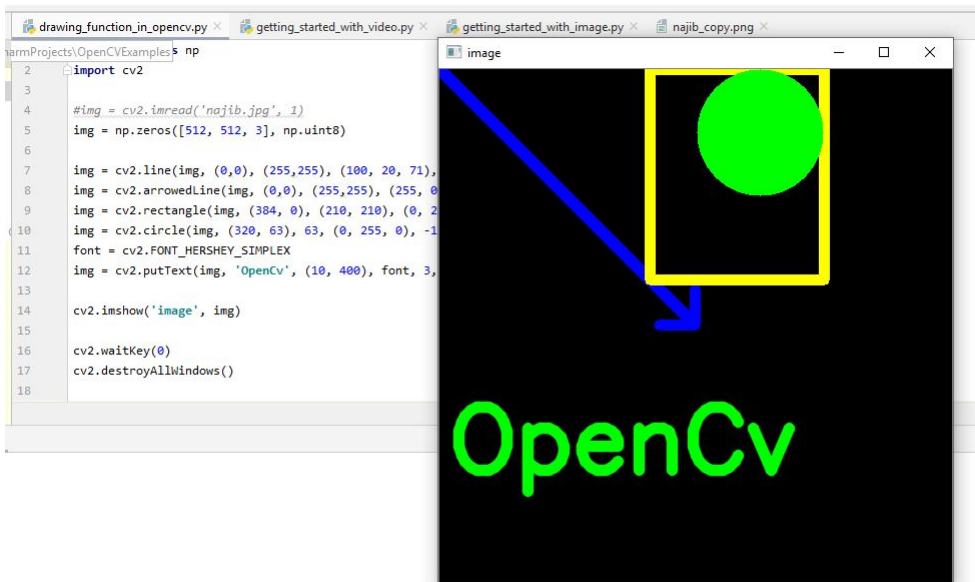 drawing_function_in_opencv.py × getting_started_with_video.py × getting_started_with_image.py × najib_copy.png ×
armProjects\OpenCVExamples s np
image
2 import cv2
3
4 #img = cv2.imread('najib.jpg', 1)
5 img = np.zeros([512, 512, 3], np.uint8)
6
7 img = cv2.line(img, (0,0), (255,255), (100, 20, 71),
8 img = cv2.arrowedLine(img, (0,0), (255,255), (255, 0
9 img = cv2.rectangle(img, (384, 0), (210, 210), (0, 2
10 img = cv2.circle(img, (320, 63), 63, (0, 255, 0), -1
11 font = cv2.FONT_HERSHEY_SIMPLEX
12 img = cv2.putText(img, 'OpenCv', (10, 400), font, 3,
13
14 cv2.imshow('image', img)
15
16 cv2.waitKey(0)
17 cv2.destroyAllWindows()
18
OpenCv